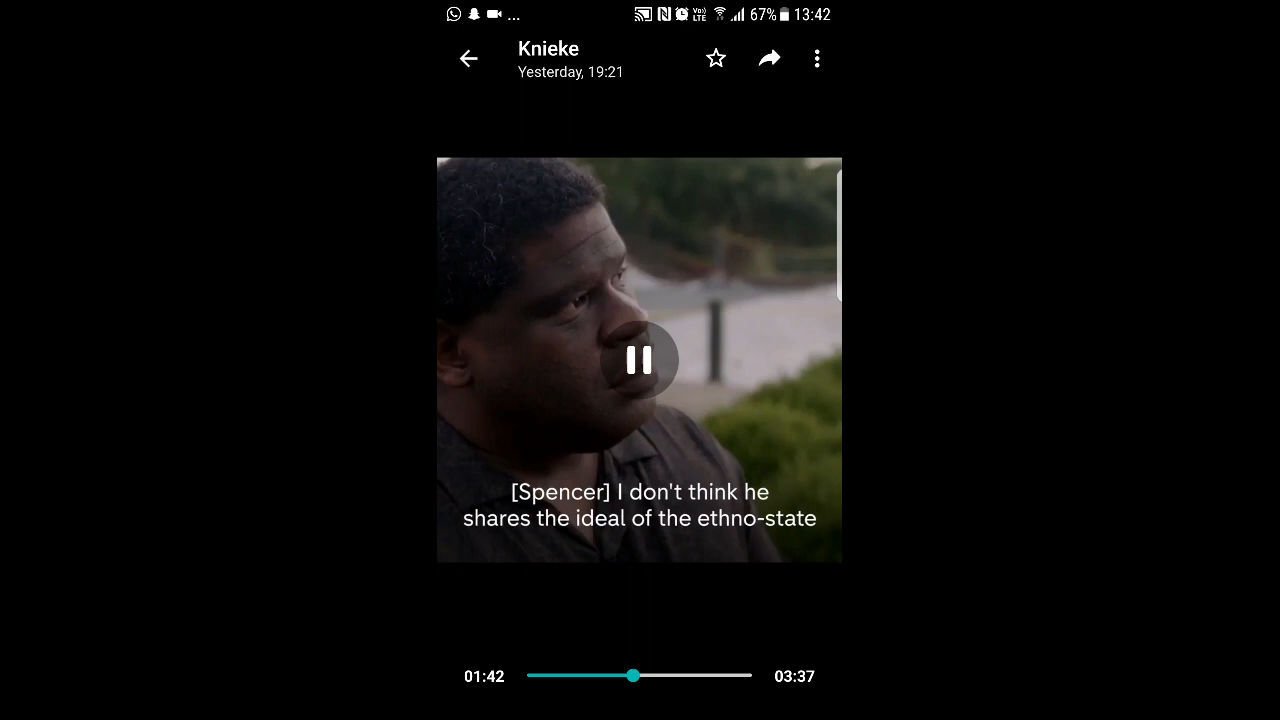 ... 67% 13:42
Knieke
Yesterday, 19:21
[Spencer] I don't think he
shares the ideal of the ethno-state
01:42 03:37